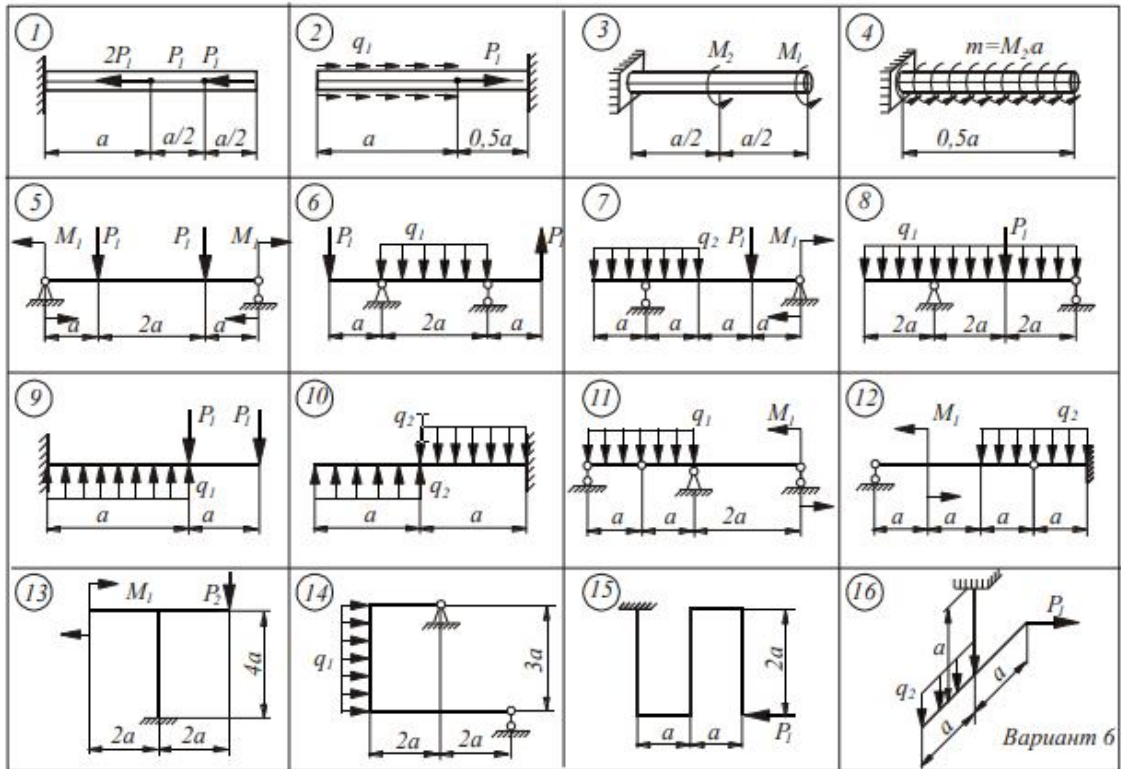 1
2P₁ P₁ P₁
a a/2 a/2
2
q₁ P₁
a 0,5a
3
M₂ M₁
a/2 a/2
4
m=M₂a
0,5a
5
M₁ P₁ P₁ M₁
a 2a a
6
P₁ q₁ P₁
a 2a a
7
q₂ P₁ M₁
a a a a
8
q₁ P₁
2a 2a 2a
9
P₁ P₁
q₁
a a
10
q₂
q₂
a a
11
q₁ M₁
a a 2a
12
M₁ q₂
a a a a
13
M₁ P₂
4a
2a 2a
14
q₁
3a
2a 2a
15
2a
P₁
a a
16
P₁
a
q₂
a
a
Вариант 6